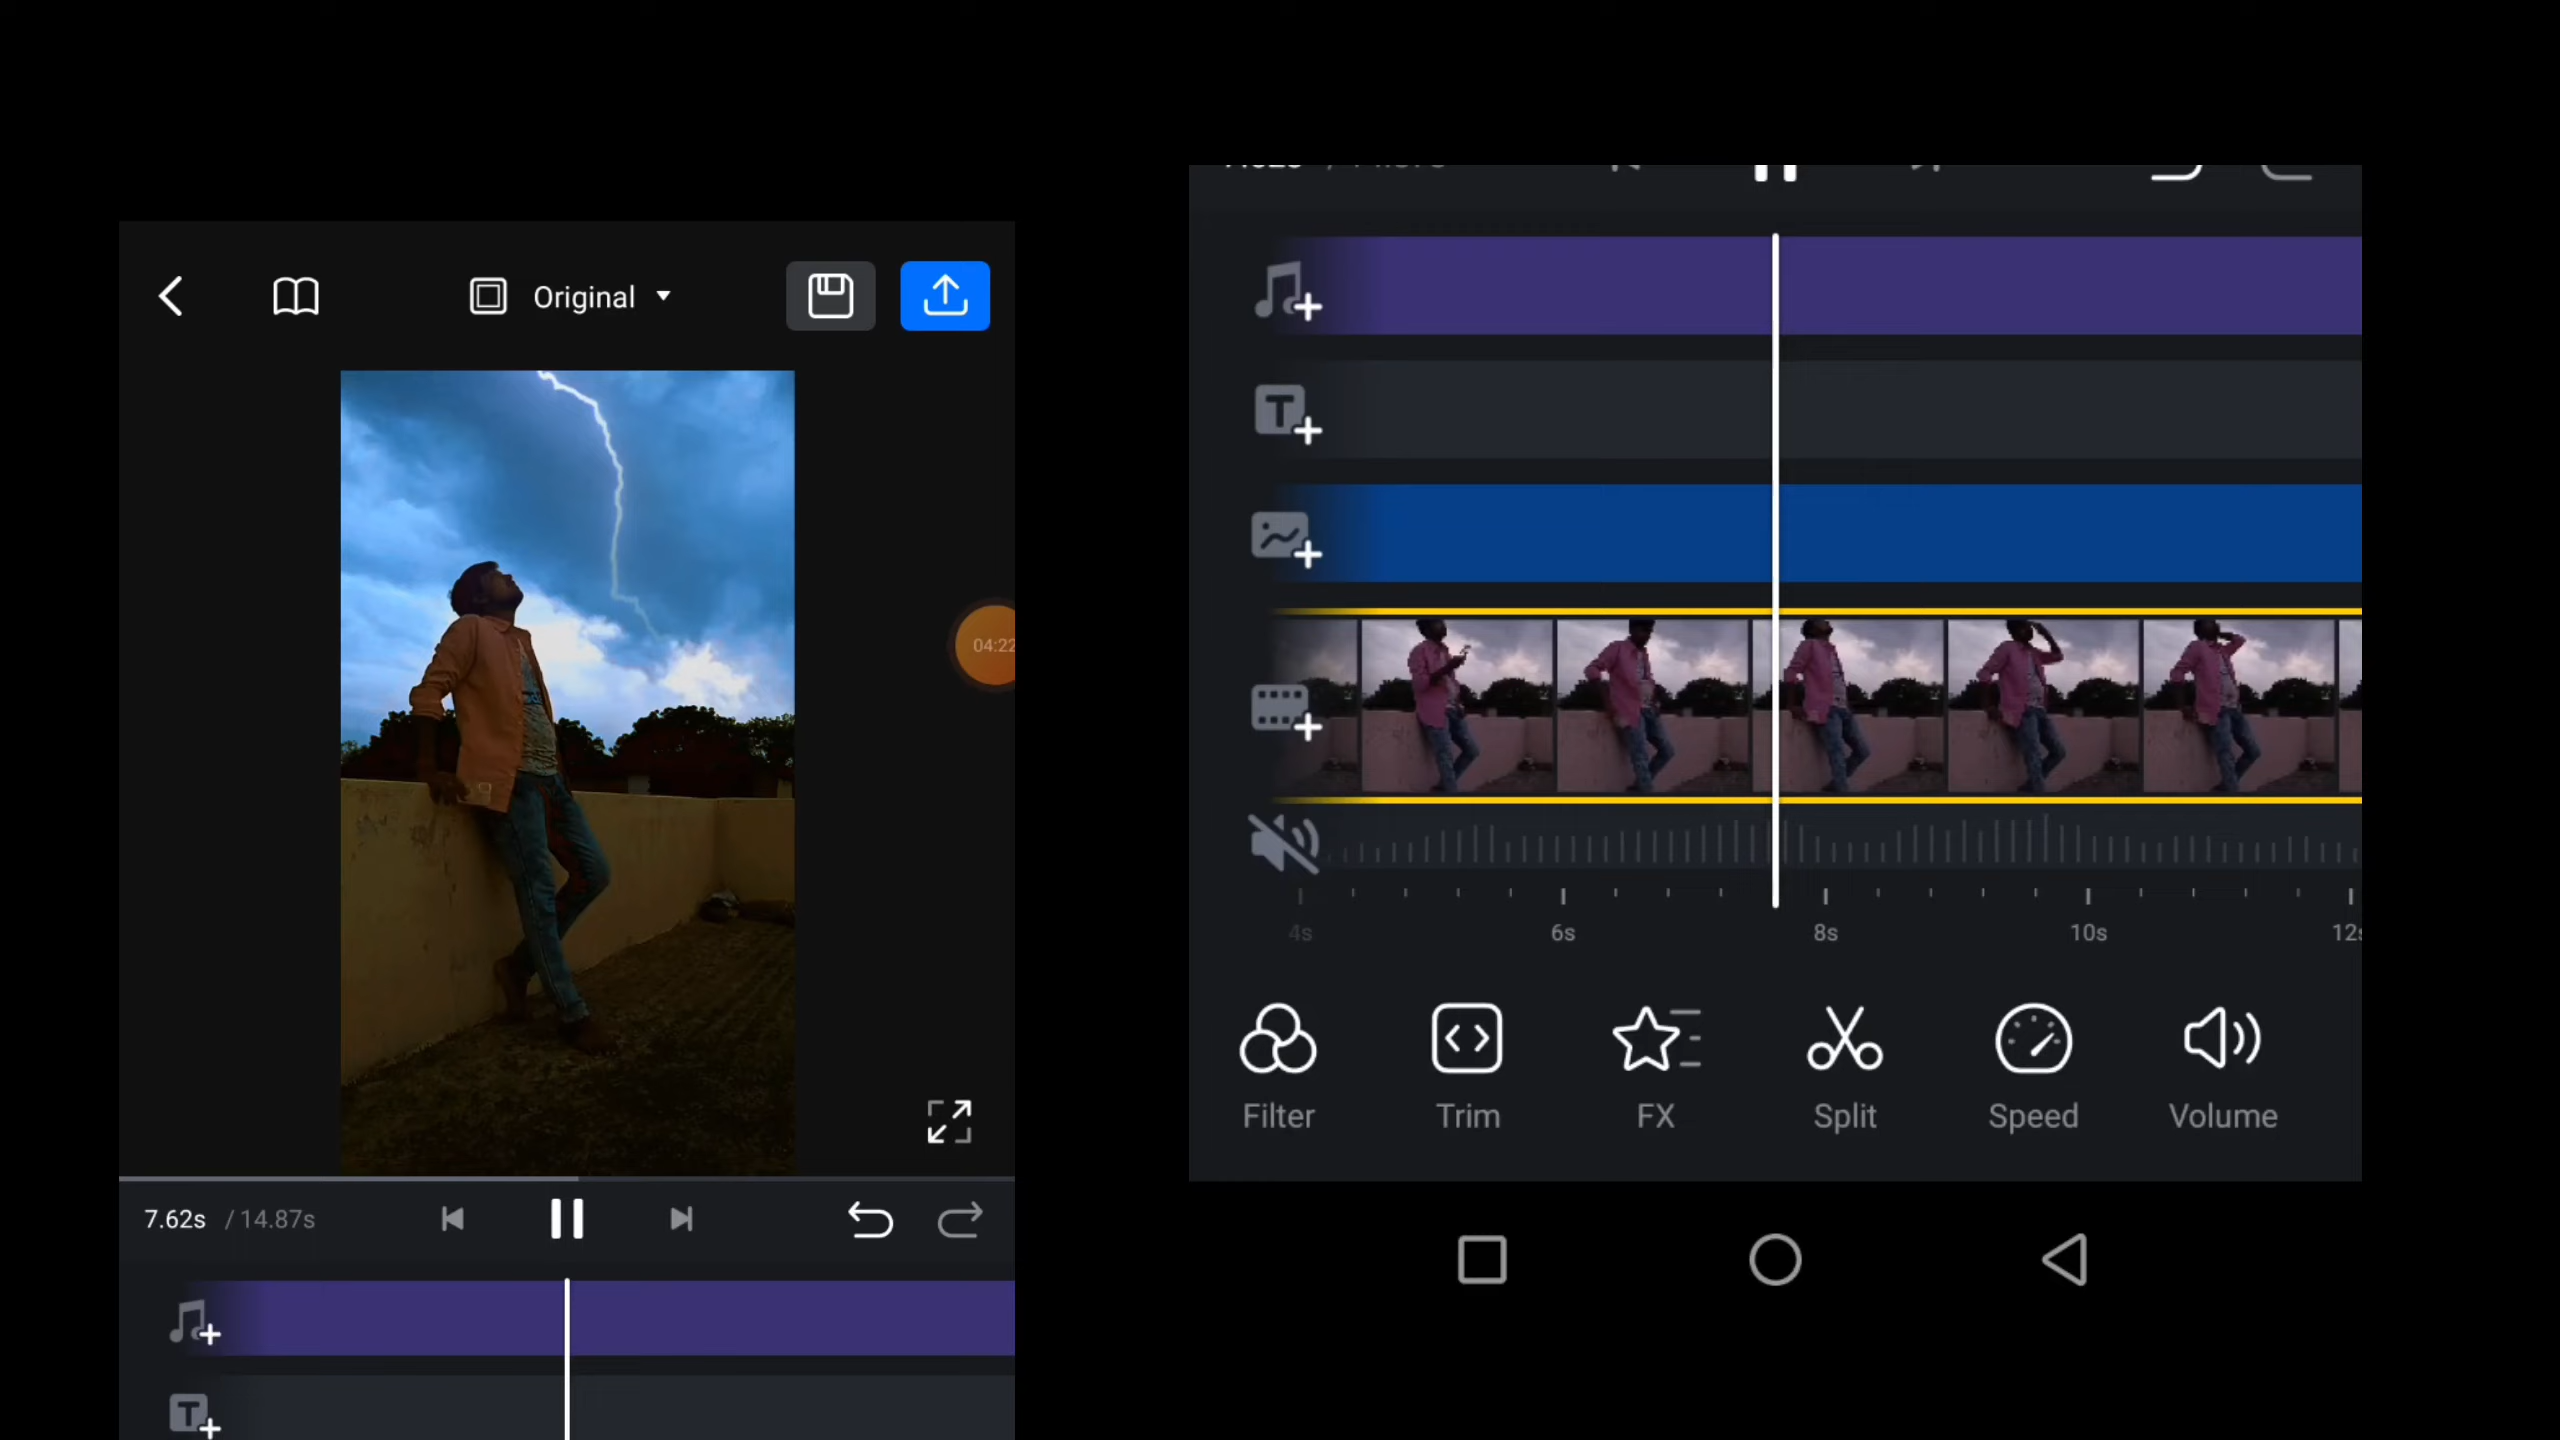 Original
04:22
7.62s / 14.87s
4s 6s 8s 10s 12s
Filter Trim FX Split Speed Volume